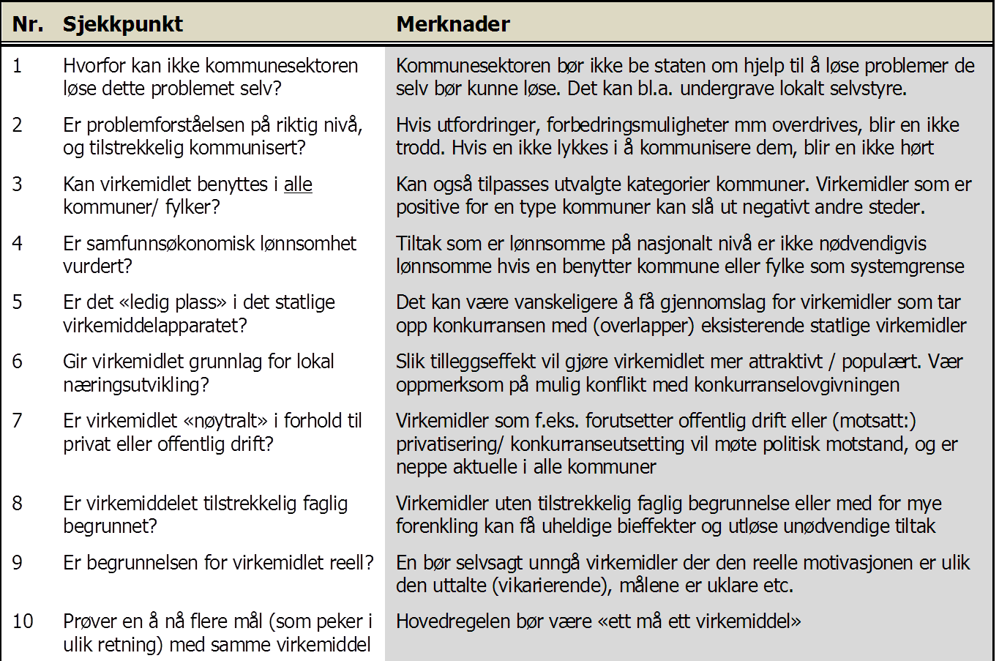 Nr. Sjekkpunkt Merknader
1 Hvorfor kan ikke kommunesektoren Kommunesektoren bør ikke be staten om hjelp til å løse problemer de
løse dette problemet selv? selv bør kunne løse. Det kan bl.a. undergrave lokalt selvstyre.
2 Er problemforståelsen på riktig nivå, Hvis utfordringer, forbedringsmuligheter mm overdrives, blir en ikke
og tilstrekkelig kommunisert? trodd. Hvis en ikke lykkes i å kommunisere dem, blir en ikke hørt
3 Kan virkemidlet benyttes i alle Kan også tilpasses utvalgte kategorier kommuner. Virkemidler som er
kommuner/ fylker? positive for en type kommuner kan slå ut negativt andre steder.
4 Er samfunnsøkonomisk lønnsomhet Tiltak som er lønnsomme på nasjonalt nivå er ikke nødvendigvis
vurdert? lønnsomme hvis en benytter kommune eller fylke som systemgrense
5 Er det «ledig plass» i det statlige Det kan være vanskeligere å få gjennomslag for virkemidler som tar
virkemiddelapparatet? opp konkurransen med (overlapper) eksisterende statlige virkemidler
6 Gir virkemidlet grunnlag for lokal Slik tilleggseffekt vil gjøre virkemidlet mer attraktivt / populært. Vær
næringsutvikling? oppmerksom på mulig konflikt med konkurranselovgivningen
7 Er virkemidlet «nøytralt» i forhold til Virkemidler som f.eks. forutsetter offentlig drift eller (motsatt:)
privat eller offentlig drift? privatisering/ konkurranseutsetting vil møte politisk motstand, og er
neppe aktuelle i alle kommuner
8 Er virkemiddelet tilstrekkelig faglig Virkemidler uten tilstrekkelig faglig begrunnelse eller med for mye
begrunnet? forenkling kan få uheldige bieffekter og utløse unødvendige tiltak
9 Er begrunnelsen for virkemidlet reell? En bør selvsagt unngå virkemidler der den reelle motivasjonen er ulik
den uttalte (vikarierende), målene er uklare etc.
10 Prøver en å nå flere mål (som peker i Hovedregelen bør være «ett må ett virkemiddel»
ulik retning) med samme virkemiddel